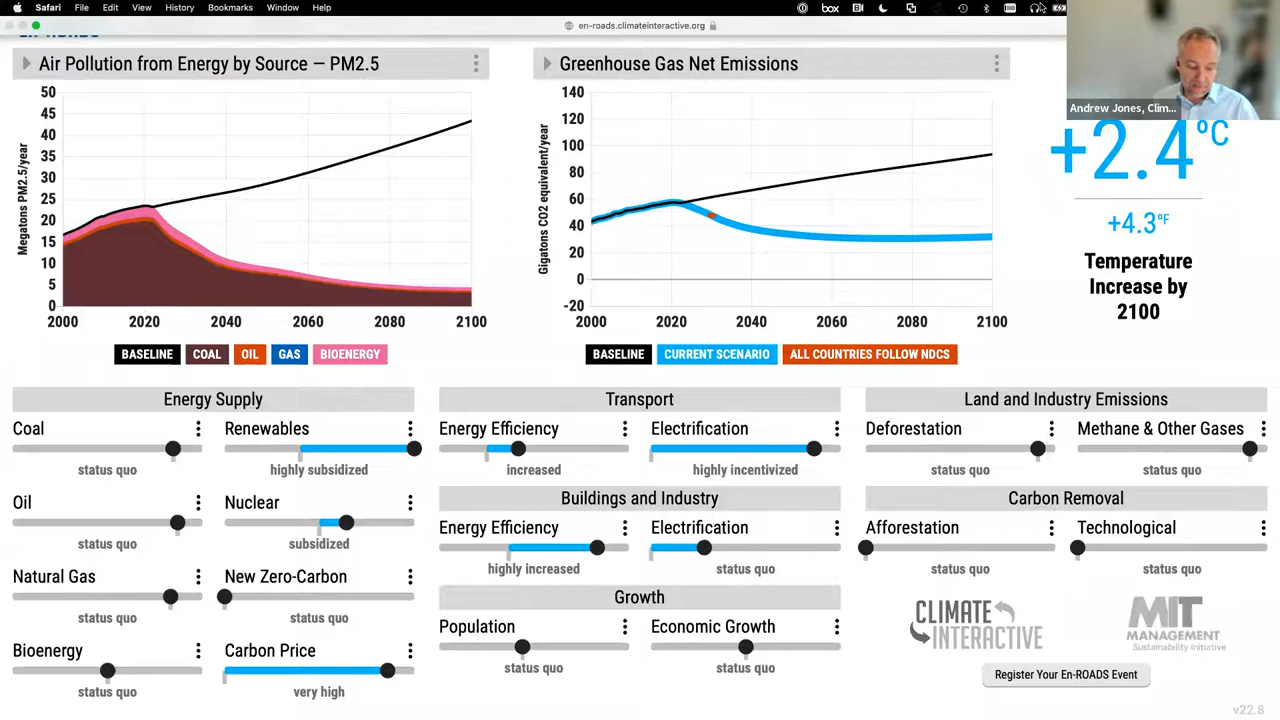 Safari File Edit View History Bookmarks Window Help
box
en-roads.climateinteractive.org
Andrew Jones, Clim...
Air Pollution from Energy by Source — PM2.5
Megatons PM2.5/year
50
45
40
35
30
25
20
15
10
5
0
2000 2020 2040 2060 2080 2100
BASELINE COAL OIL GAS BIOENERGY
Greenhouse Gas Net Emissions
Gigatons CO2 equivalent/year
140
120
100
80
60
40
20
0
-20
2000 2020 2040 2060 2080 2100
BASELINE CURRENT SCENARIO ALL COUNTRIES FOLLOW NDCS
+2.4°C
+4.3°F
Temperature
Increase by
2100
Energy Supply
Coal
status quo
Renewables
highly subsidized
Oil
status quo
Nuclear
subsidized
Natural Gas
status quo
New Zero-Carbon
status quo
Bioenergy
status quo
Carbon Price
very high
Transport
Energy Efficiency
increased
Electrification
highly incentivized
Buildings and Industry
Energy Efficiency
highly increased
Electrification
status quo
Growth
Population
status quo
Economic Growth
status quo
Land and Industry Emissions
Deforestation
status quo
Methane & Other Gases
status quo
Carbon Removal
Afforestation
status quo
Technological
status quo
CLIMATE
INTERACTIVE
MIT
MANAGEMENT
Sustainability Initiative
Register Your En-ROADS Event
v22.8